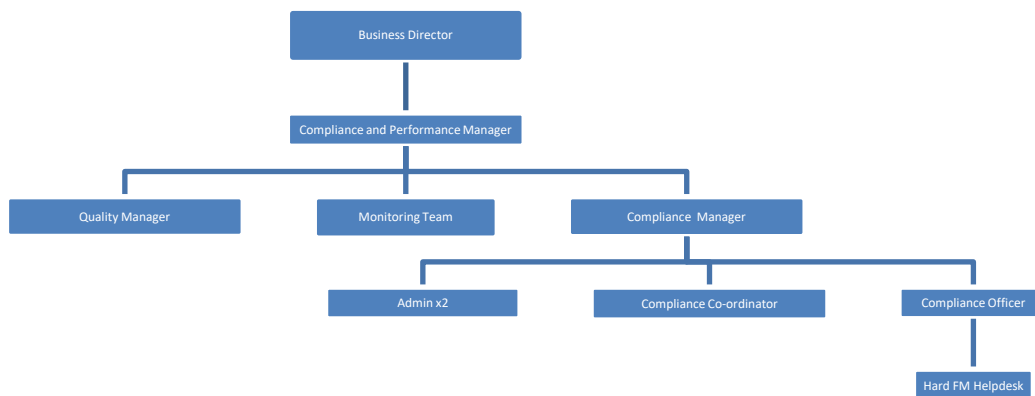 Business Director
Compliance and Performance Manager
Quality Manager
Monitoring Team
Compliance Manager
Admin x2
Compliance Co-ordinator
Compliance Officer
Hard FM Helpdesk